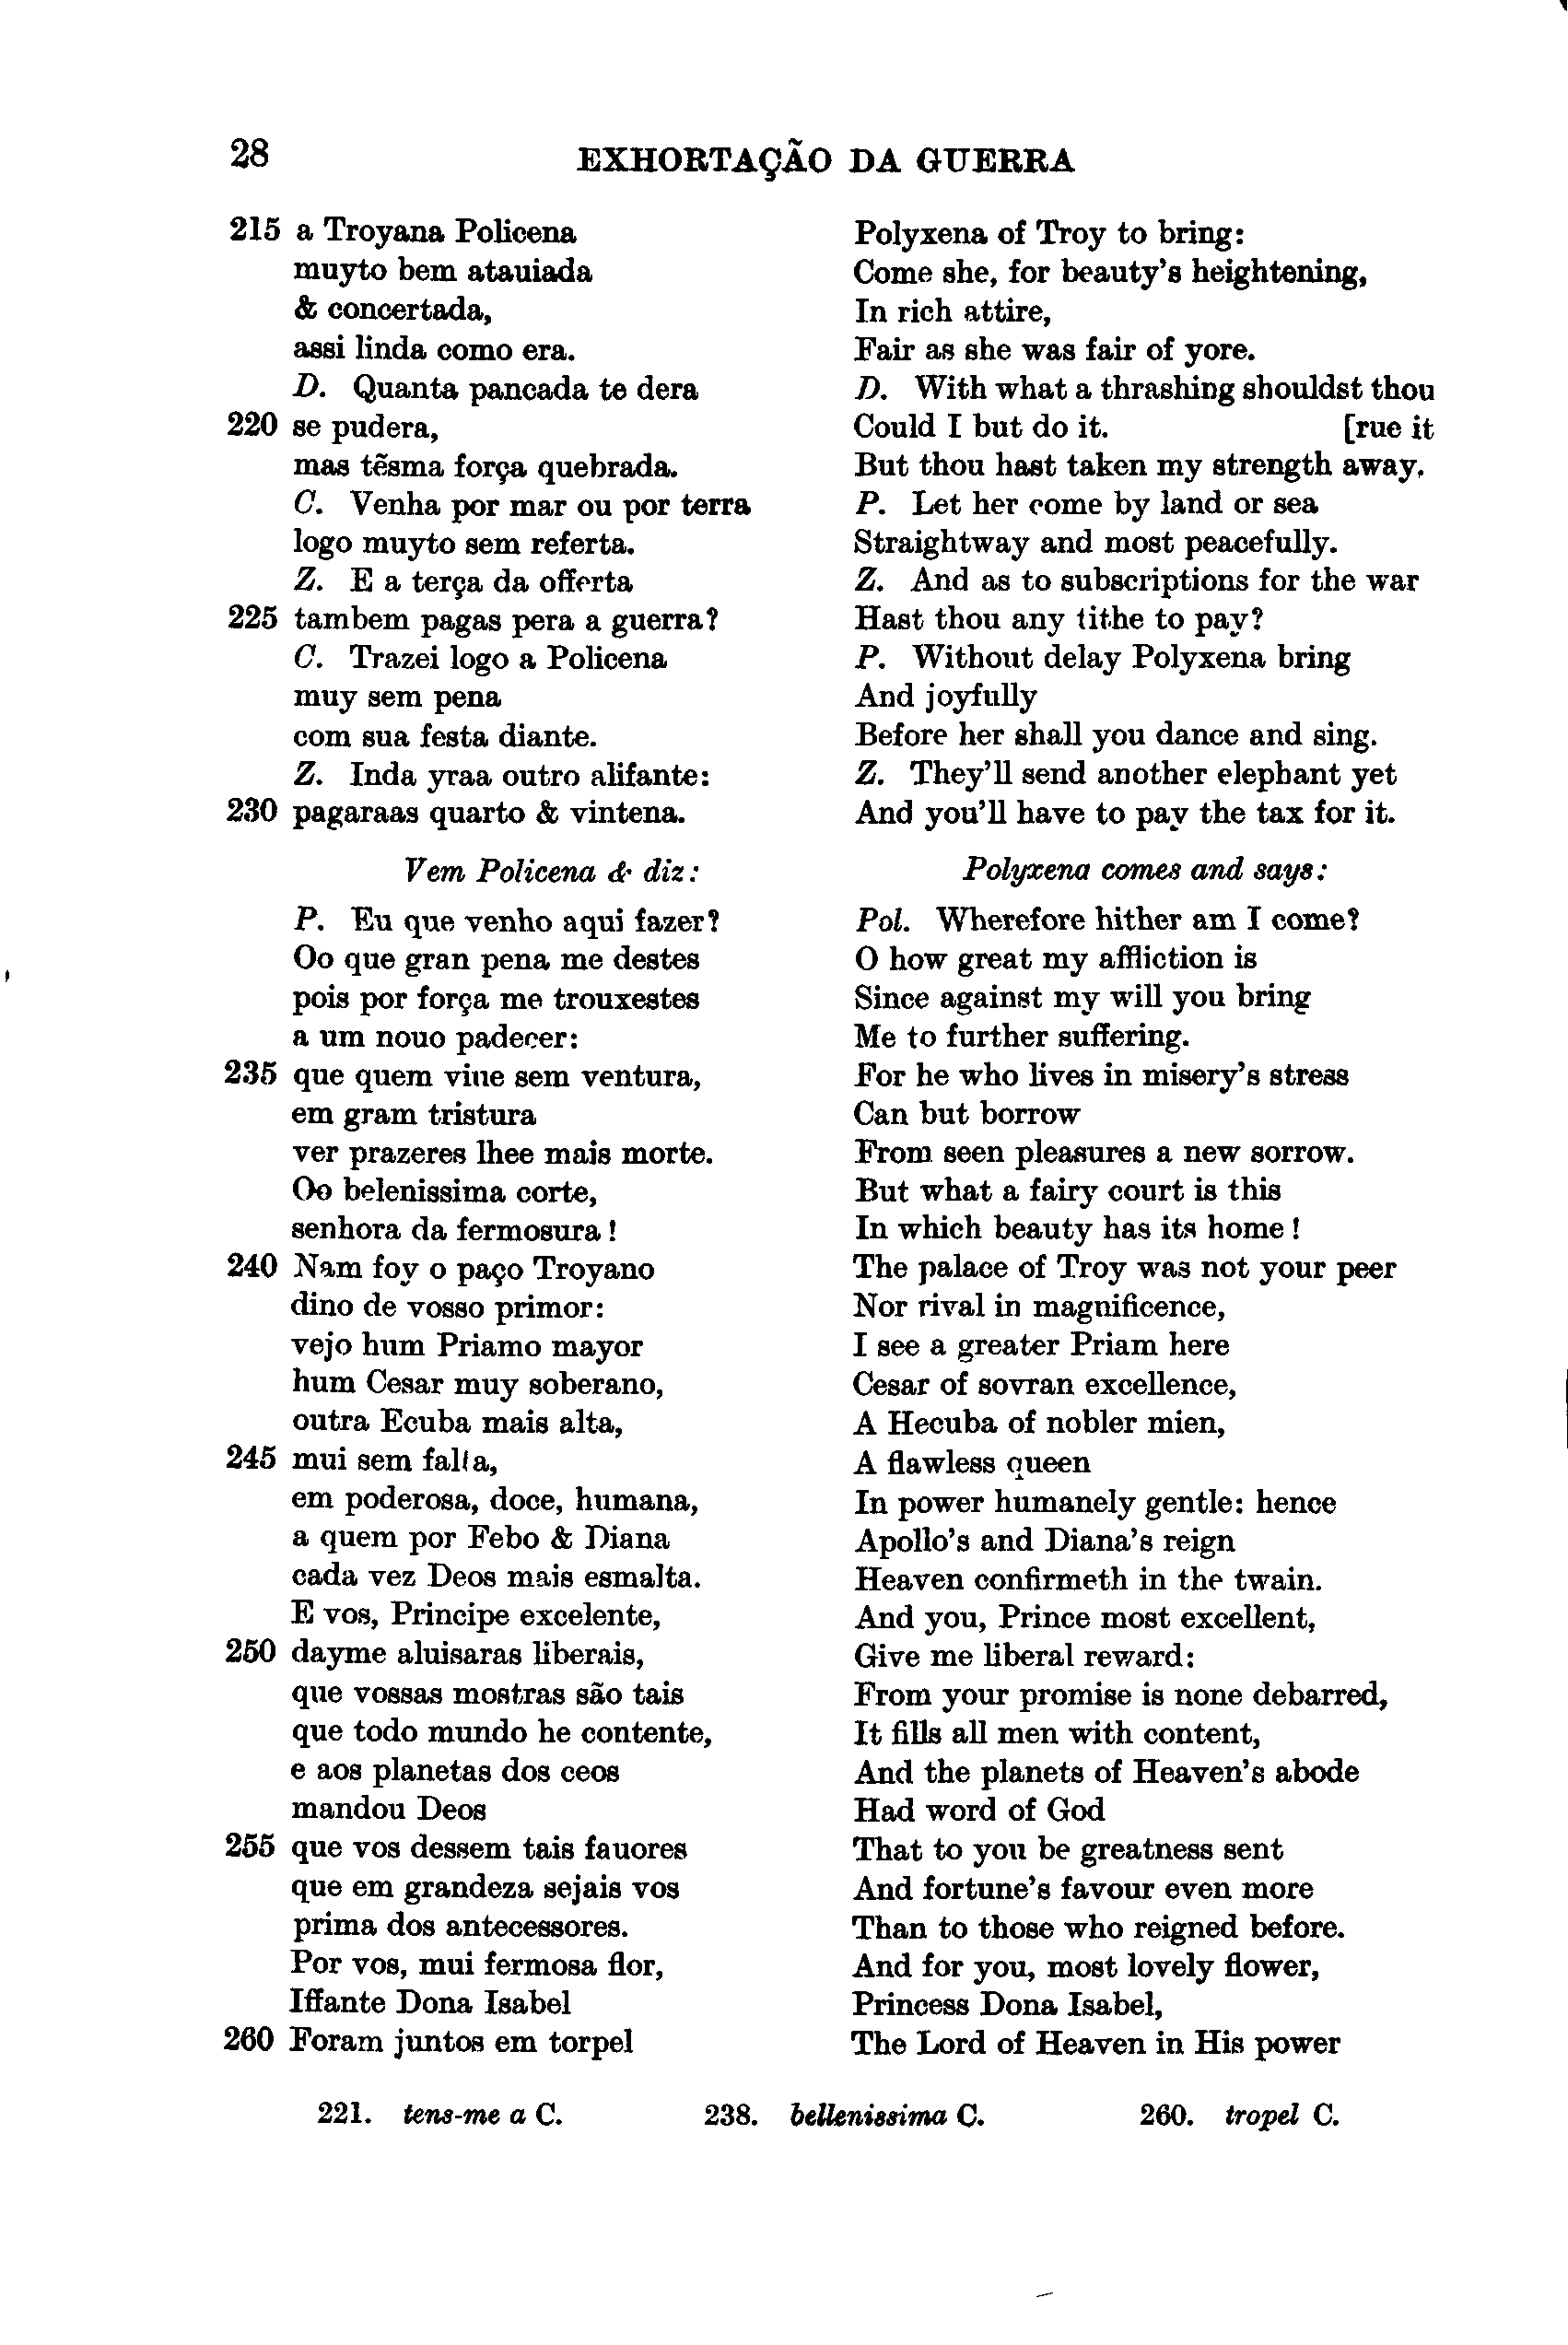 28
EXHORTAÇÃO DA GUERRA
215 a Troyana Policena
muyto bem atauiada
& concertada,
assi linda como era.
D. Quanta pancada te dera
220 se pudera,
mas tẽsma força quebrada.
C. Venha por mar ou por terra
logo muyto sem referta.
Z. E a terça da offerta
225 tambem pagas pera a guerra?
C. Trazei logo a Policena
muy sem pena
com sua festa diante.
Z. Inda yraa outro alifante:
230 pagaraas quarto & vintena.
Vem Policena & diz:
P. Eu que venho aqui fazer?
Oo que gran pena me destes
pois por força me trouxestes
a um nouo padecer:
235 que quem viue sem ventura,
em gram tristura
ver prazeres lhee mais morte.
Oo belenissima corte,
senhora da fermosura!
240 Nam foy o paço Troyano
dino de vosso primor:
vejo hum Priamo mayor
hum Cesar muy soberano,
outra Ecuba mais alta,
245 mui sem falta,
em poderosa, doce, humana,
a quem por Febo & Diana
cada vez Deos mais esmalta.
E vos, Principe excelente,
250 dayme aluisaras liberais,
que vossas mostras são tais
que todo mundo he contente,
e aos planetas dos ceos
mandou Deos
255 que vos dessem tais fauores
que em grandeza sejais vos
prima dos antecessores.
Por vos, mui fermosa flor,
Iffante Dona Isabel
260 Foram juntos em torpel
Polyxena of Troy to bring:
Come she, for beauty's heightening,
In rich attire,
Fair as she was fair of yore.
D. With what a thrashing shouldst thou
Could I but do it. [rue it
But thou hast taken my strength away.
P. Let her come by land or sea
Straightway and most peacefully.
Z. And as to subscriptions for the war
Hast thou any tithe to pay?
P. Without delay Polyxena bring
And joyfully
Before her shall you dance and sing.
Z. They'll send another elephant yet
And you'll have to pay the tax for it.
Polyxena comes and says:
Pol. Wherefore hither am I come?
O how great my affliction is
Since against my will you bring
Me to further suffering.
For he who lives in misery's stress
Can but borrow
From seen pleasures a new sorrow.
But what a fairy court is this
In which beauty has its home!
The palace of Troy was not your peer
Nor rival in magnificence,
I see a greater Priam here
Cesar of sovran excellence,
A Hecuba of nobler mien,
A flawless queen
In power humanely gentle: hence
Apollo's and Diana's reign
Heaven confirmeth in the twain.
And you, Prince most excellent,
Give me liberal reward:
From your promise is none debarred,
It fills all men with content,
And the planets of Heaven's abode
Had word of God
That to you be greatness sent
And fortune's favour even more
Than to those who reigned before.
And for you, most lovely flower,
Princess Dona Isabel,
The Lord of Heaven in His power
221. tens-me a C. 238. bellenissima C. 260. tropel C.